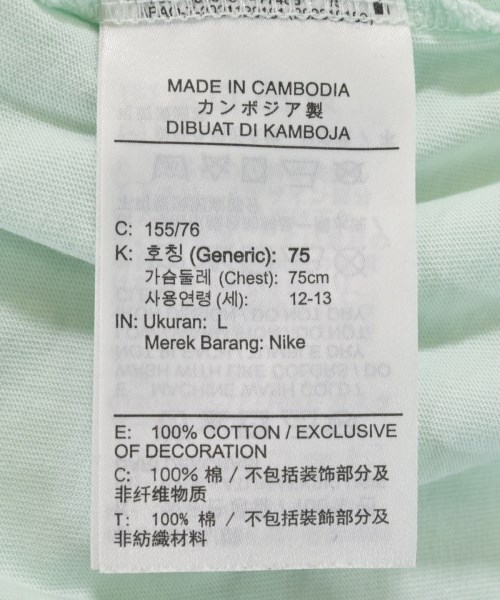 MADE IN CAMBODIA
カンボジア製
DIBUAT DI KAMBOJA
C: 155/76
K: 호칭 (Generic): 75
가슴둘레 (Chest): 75cm
사용연령 (세): 12-13
IN: Ukuran: L
Merek Barang: Nike
E: 100% COTTON / EXCLUSIVE
OF DECORATION
C: 100% 棉 / 不包括装饰部分及
非纤维物质
T: 100% 棉 / 不包括裝飾部分及
非紡織材料